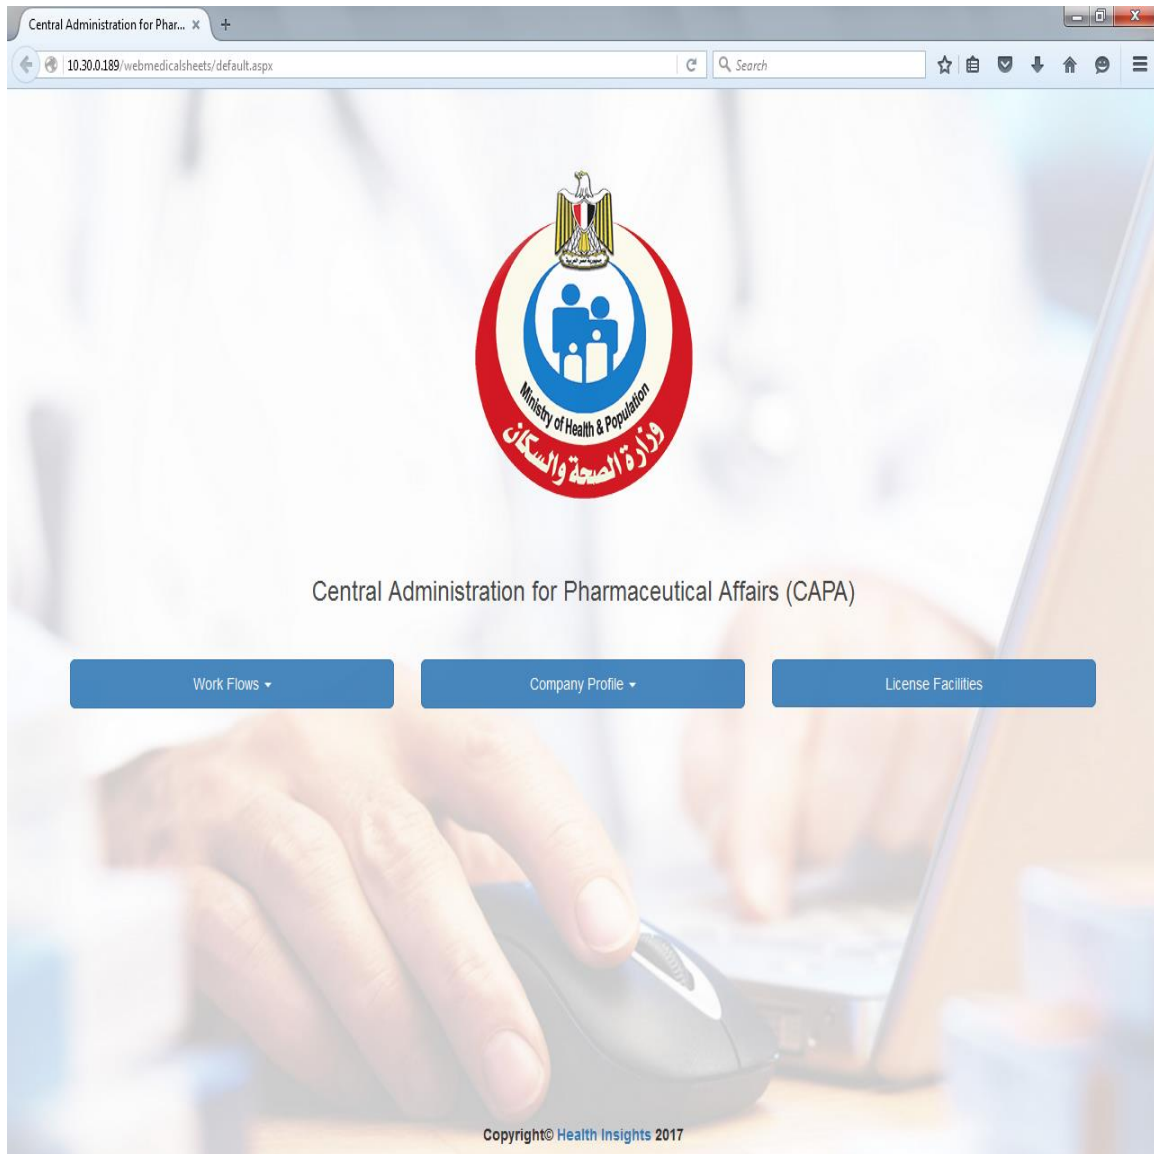 Central Administration for Phar...
10.30.0.189/webmedicalsheets/default.aspx
Search
Ministry of Health & Population
وزارة الصحة والسكان
Central Administration for Pharmaceutical Affairs (CAPA)
Work Flows
Company Profile
License Facilities
Copyright© Health Insights 2017